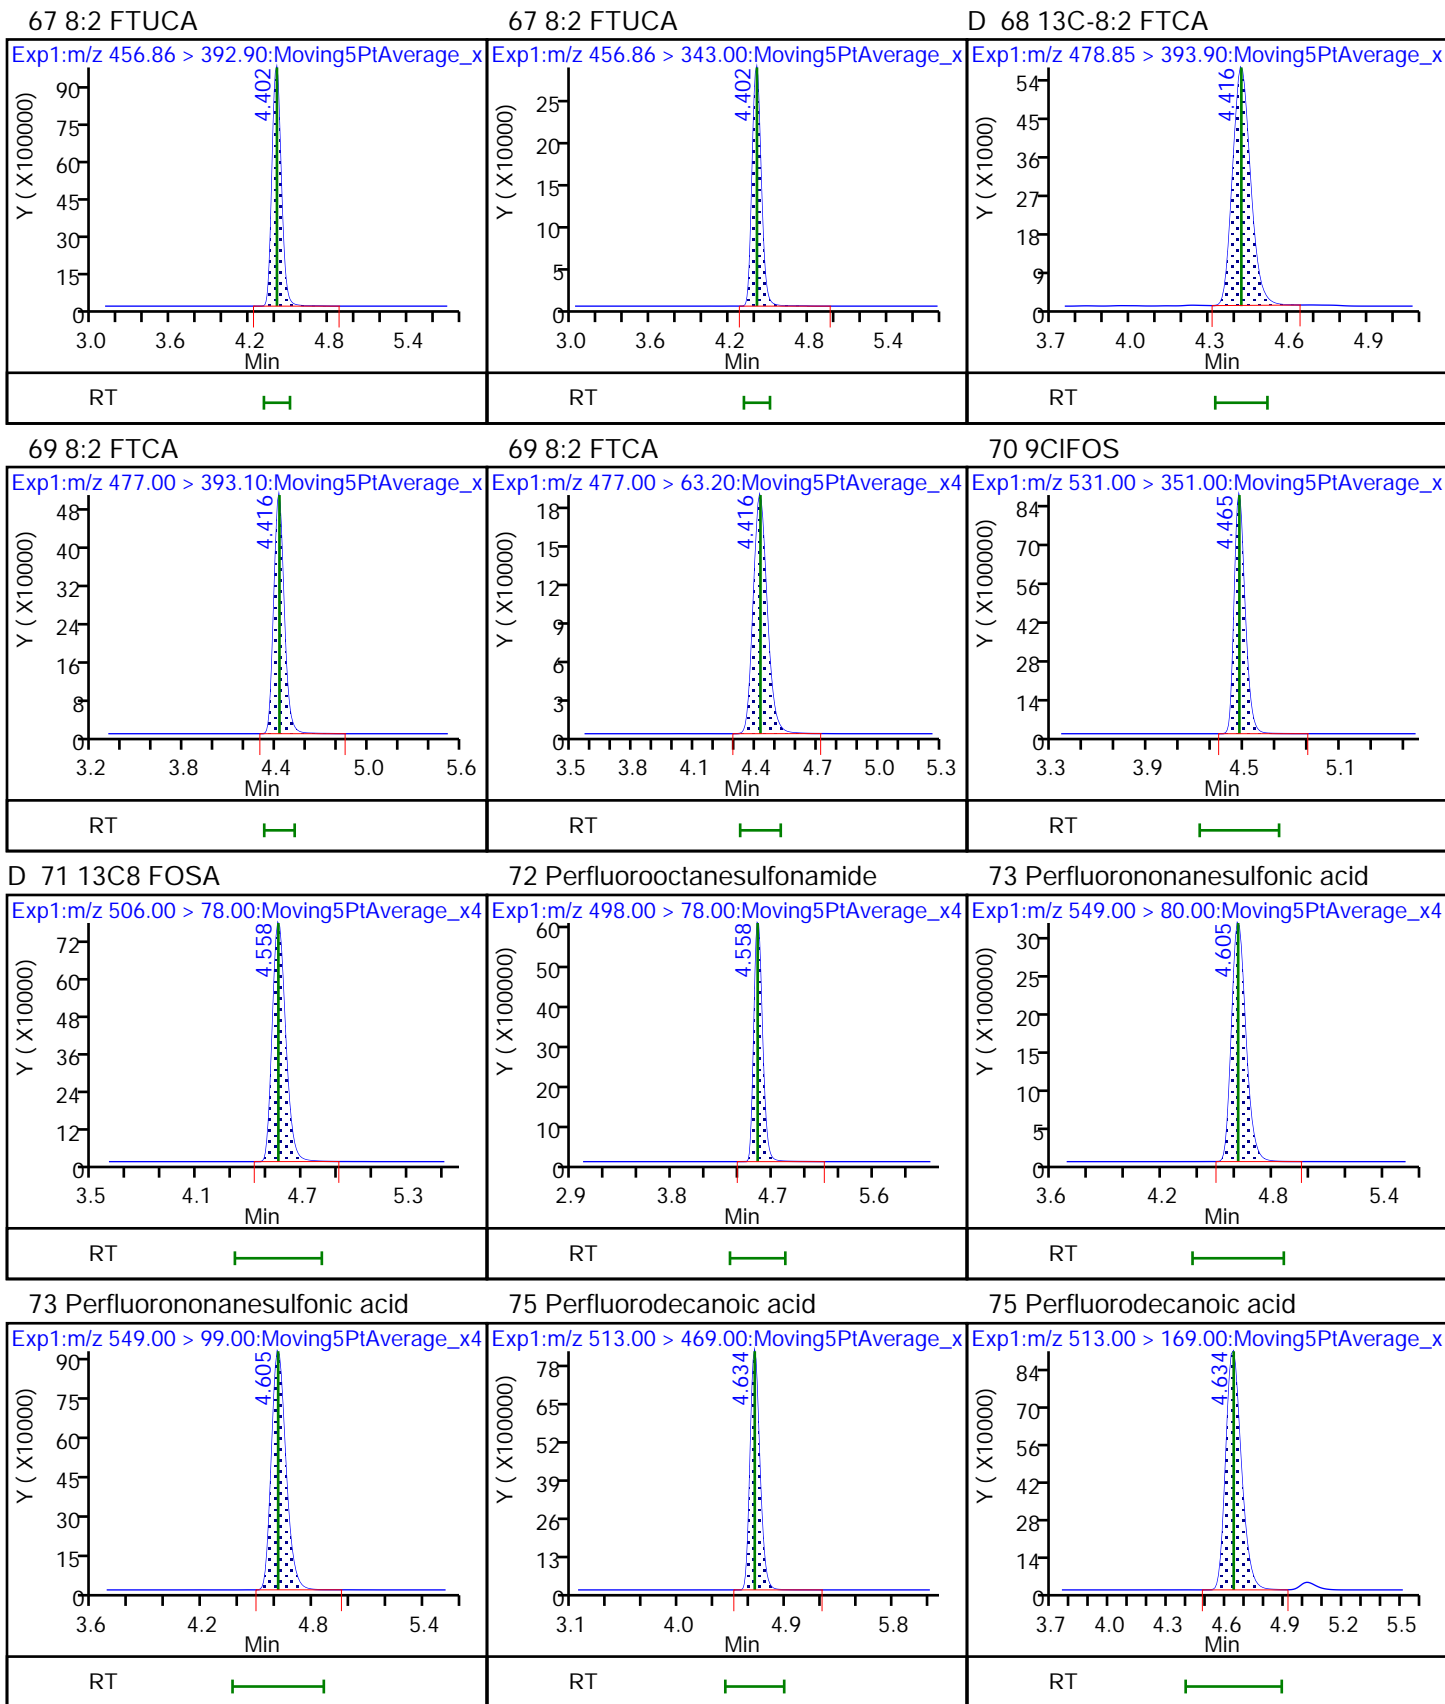 67 8:2 FTUCA
Exp1:m/z 456.86 > 392.90:Moving5PtAverage_x
Y ( X100000)
90
75
60
45
30
15
0
4.402
3.0 3.6 4.2 4.8 5.4
Min
RT
67 8:2 FTUCA
Exp1:m/z 456.86 > 343.00:Moving5PtAverage_x
Y ( X100000)
25
20
15
10
5
0
4.402
3.0 3.6 4.2 4.8 5.4
Min
RT
D 68 13C-8:2 FTCA
Exp1:m/z 478.85 > 393.90:Moving5PtAverage_x
Y ( X1000)
54
45
36
27
18
9
0
4.416
3.7 4.0 4.3 4.6 4.9
Min
RT
69 8:2 FTCA
Exp1:m/z 477.00 > 393.10:Moving5PtAverage_x
Y ( X10000)
48
40
32
24
16
8
0
4.416
3.2 3.8 4.4 5.0 5.6
Min
RT
69 8:2 FTCA
Exp1:m/z 477.00 > 63.20:Moving5PtAverage_x4
Y ( X10000)
18
15
12
9
6
3
0
4.416
3.5 3.8 4.1 4.4 4.7 5.0 5.3
Min
RT
70 9ClFOS
Exp1:m/z 531.00 > 351.00:Moving5PtAverage_x
Y ( X100000)
84
70
56
42
28
14
0
4.465
3.3 3.9 4.5 5.1
Min
RT
D 71 13C8 FOSA
Exp1:m/z 506.00 > 78.00:Moving5PtAverage_x4
Y ( X100000)
72
60
48
36
24
12
0
4.558
3.5 4.1 4.7 5.3
Min
RT
72 Perfluorooctanesulfonamide
Exp1:m/z 498.00 > 78.00:Moving5PtAverage_x4
Y ( X100000)
60
50
40
30
20
10
0
4.558
2.9 3.8 4.7 5.6
Min
RT
73 Perfluorononanesulfonic acid
Exp1:m/z 549.00 > 80.00:Moving5PtAverage_x4
Y ( X100000)
30
25
20
15
10
5
0
4.605
3.6 4.2 4.8 5.4
Min
RT
73 Perfluorononanesulfonic acid
Exp1:m/z 549.00 > 99.00:Moving5PtAverage_x4
Y ( X10000)
90
75
60
45
30
15
0
4.605
3.6 4.2 4.8 5.4
Min
RT
75 Perfluorodecanoic acid
Exp1:m/z 513.00 > 469.00:Moving5PtAverage_x
Y ( X100000)
78
65
52
39
26
13
0
4.634
3.1 4.0 4.9 5.8
Min
RT
75 Perfluorodecanoic acid
Exp1:m/z 513.00 > 169.00:Moving5PtAverage_x
Y ( X10000)
84
70
56
42
28
14
0
4.634
3.7 4.0 4.3 4.6 4.9 5.2 5.5
Min
RT